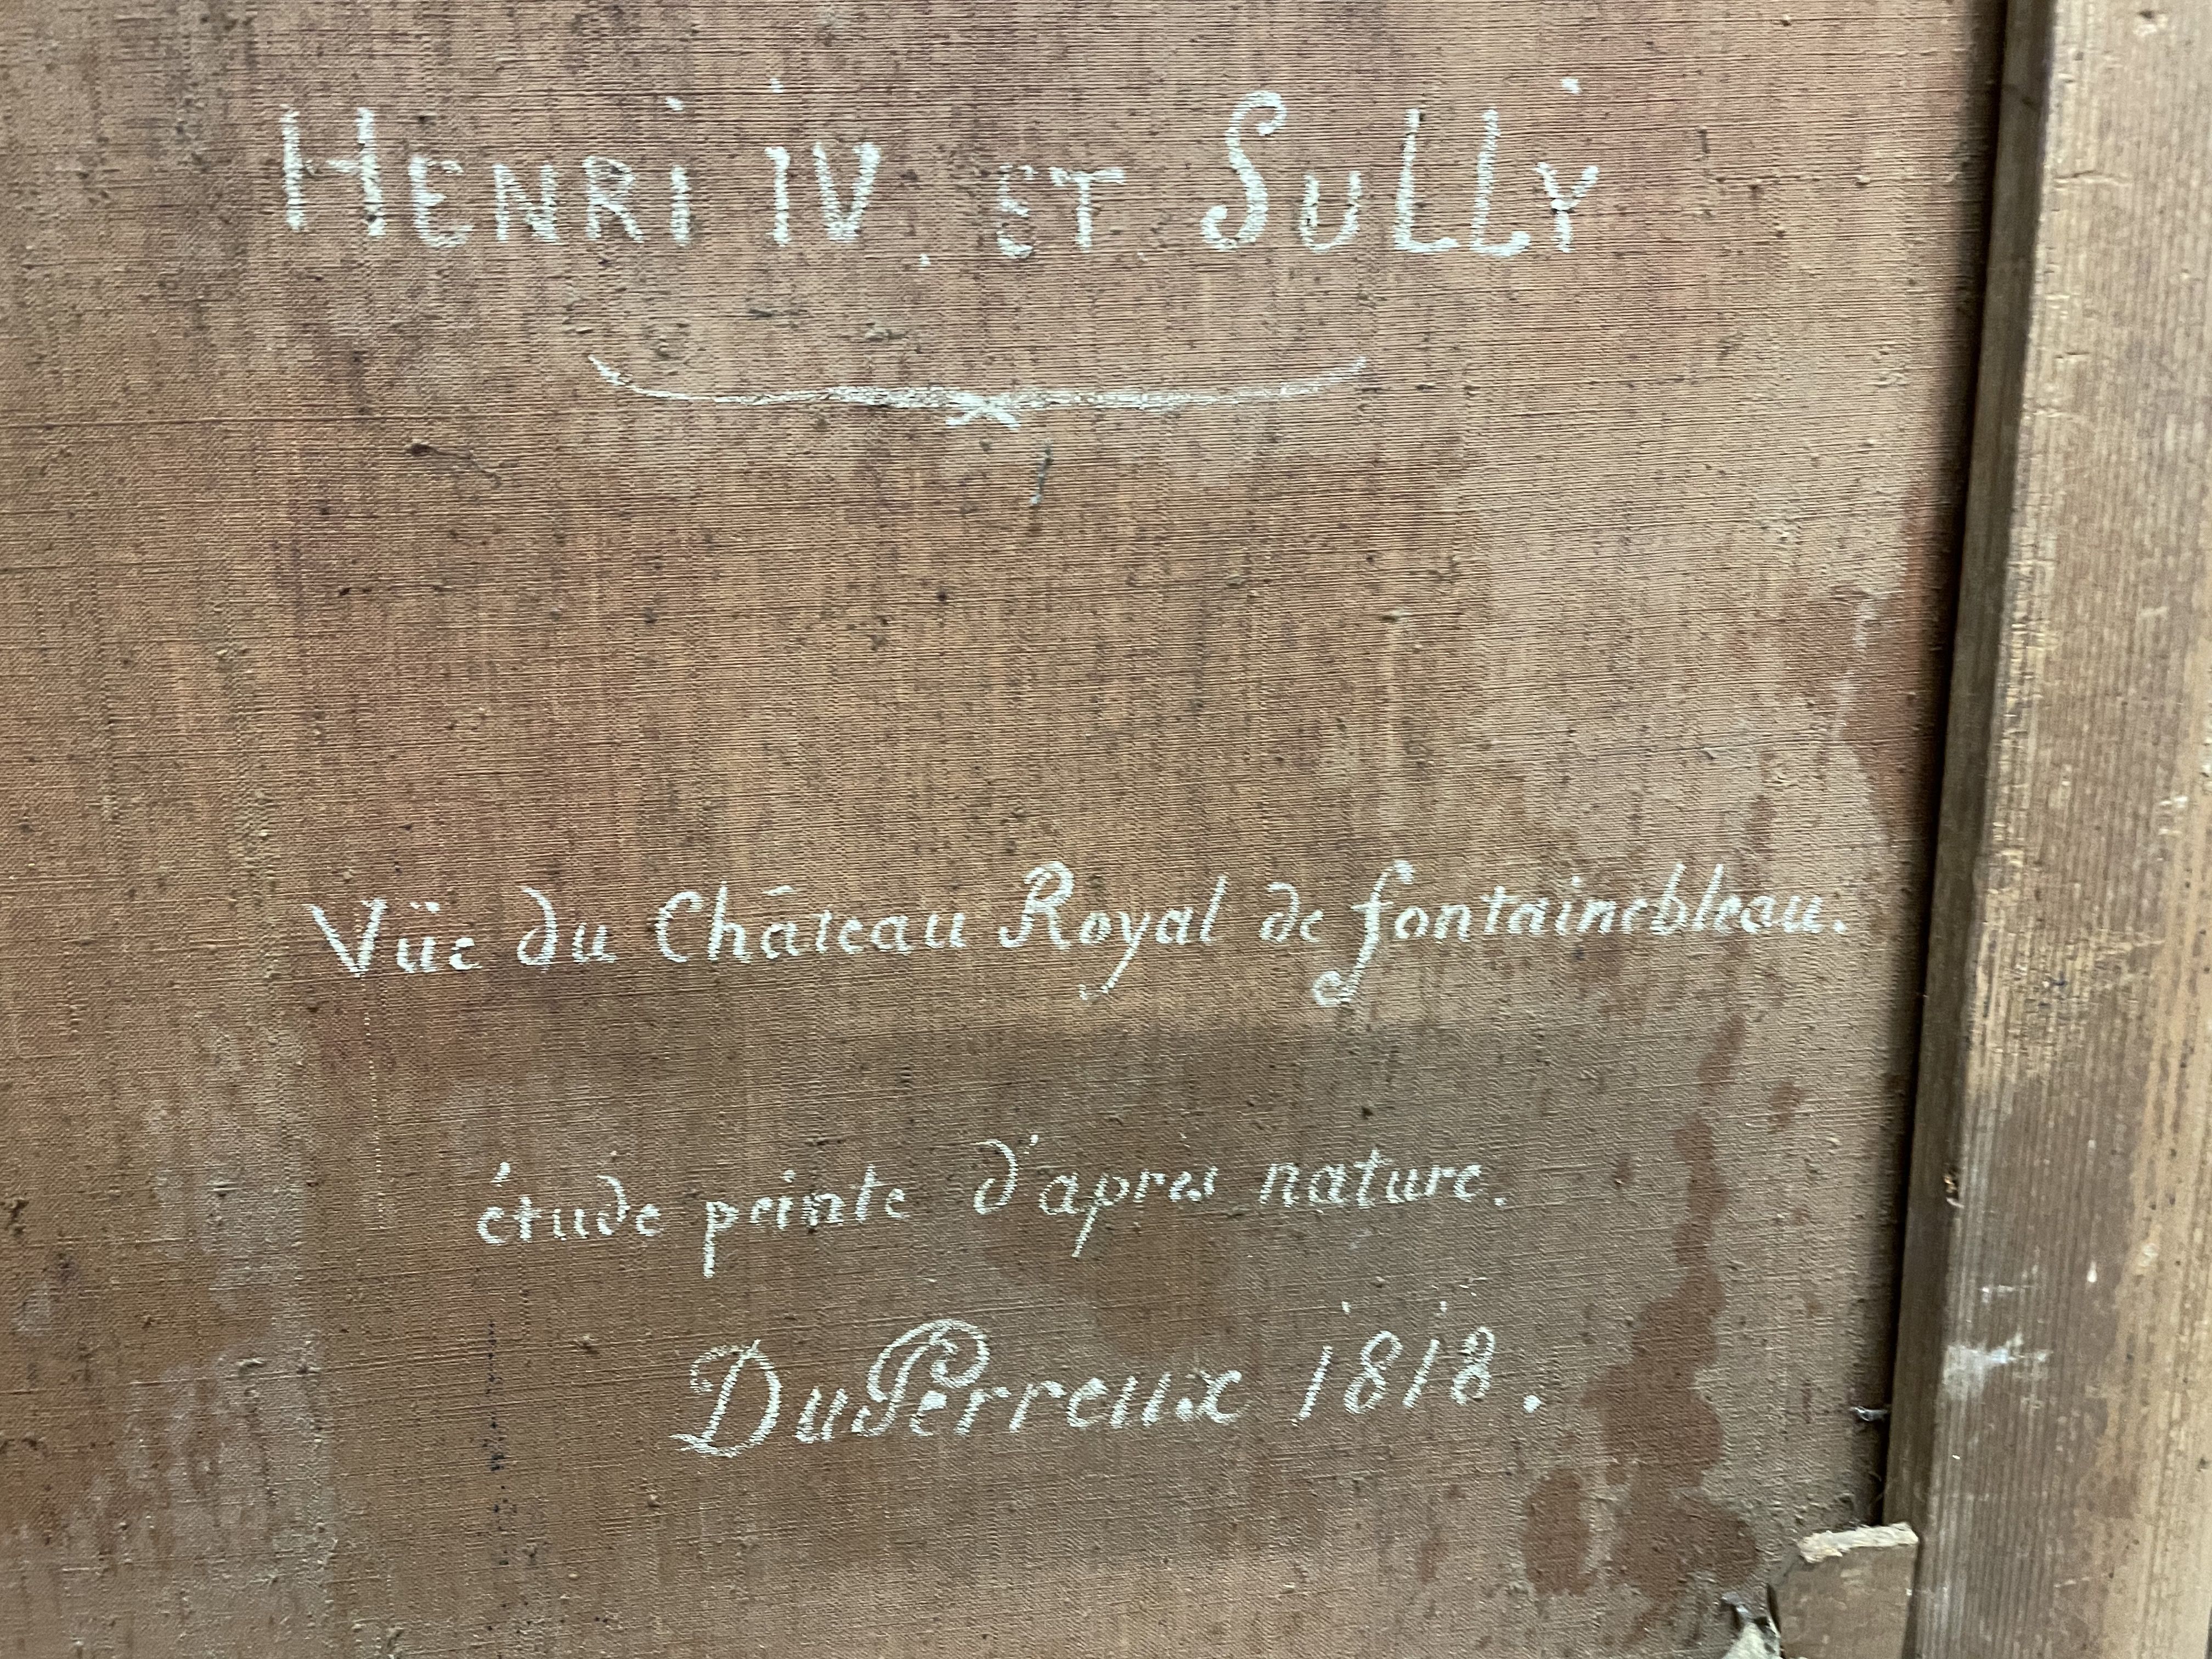 HENRi iV. ET SULLY
Vüe du Château Royal de fontainebleau.
étude peinte d'apres nature.
DuPerreux 1818.